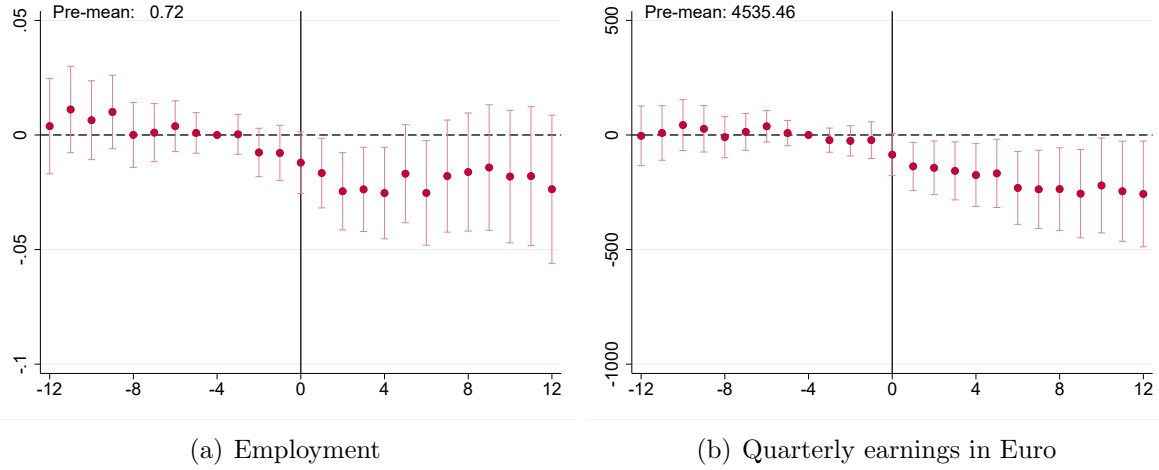 Pre-mean: 0.72
.05
0
-.05
-.1
-12 -8 -4 0 4 8 12
(a) Employment
Pre-mean: 4535.46
500
0
-500
-1000
-12 -8 -4 0 4 8 12
(b) Quarterly earnings in Euro